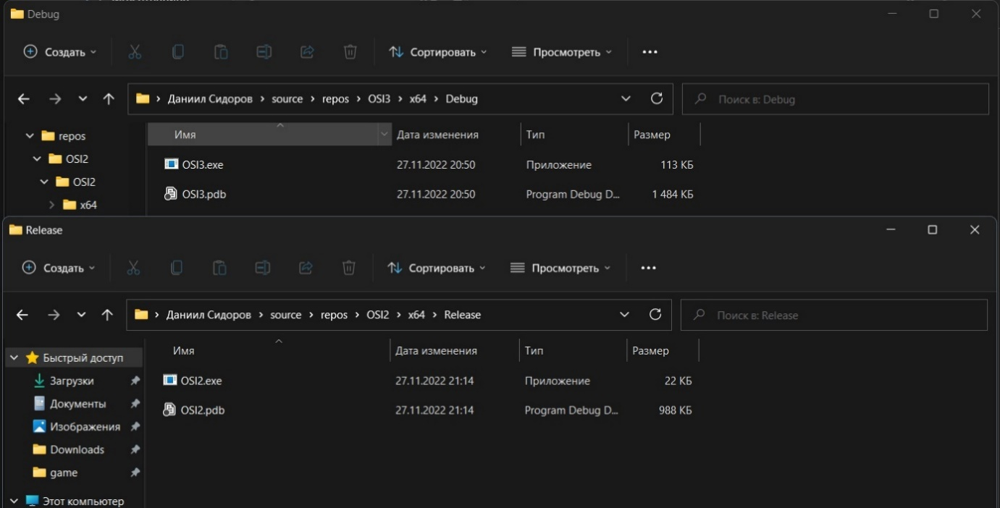 Debug
Создать Сортировать Просмотреть
Даниил Сидоров > source > repos > OSI3 > x64 > Debug Поиск в: Debug
repos Имя Дата изменения Тип Размер
OSI2 OSI3.exe 27.11.2022 20:50 Приложение 113 КБ
OSI2 OSI3.pdb 27.11.2022 20:50 Program Debug D... 1 484 КБ
x64
Release
Создать Сортировать Просмотреть
Даниил Сидоров > source > repos > OSI2 > x64 > Release Поиск в: Release
Быстрый доступ Имя Дата изменения Тип Размер
Загрузки OSI2.exe 27.11.2022 21:14 Приложение 22 КБ
Документы OSI2.pdb 27.11.2022 21:14 Program Debug D... 988 КБ
Изображения
Downloads
game
Этот компьютер